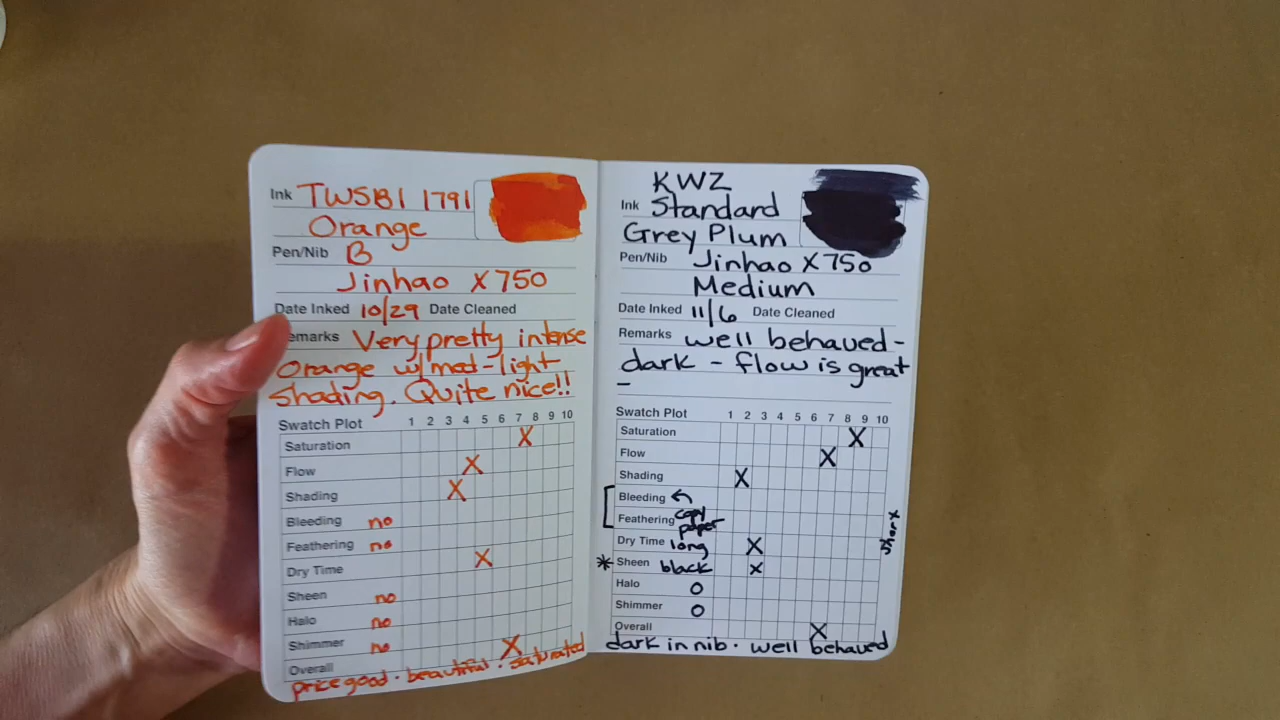 Ink TWSBI 1791
Orange
Pen/Nib B
Jinhao X750
Date Inked 10/29 Date Cleaned
emarks Very pretty intense
Orange w/ med-light
Shading. Quite nice!!
Swatch Plot 1 2 3 4 5 6 7 8 9 10
Saturation X
Flow X
Shading X
Bleeding no
Feathering no
Dry Time X
Sheen no
Halo no
Shimmer no
Overall X
price good · beautiful · saturated
KWZ
Ink Standard
Grey Plum
Pen/Nib Jinhao X750
Medium
Date Inked 11/6 Date Cleaned
Remarks well behaved -
dark - flow is great
-
Swatch Plot 1 2 3 4 5 6 7 8 9 10
Saturation X
Flow X
Shading X
Bleeding
Feathering copy paper
Dry Time long X
* Sheen black X
Halo O
Shimmer O
Overall X
dark in nib · well behaved
short